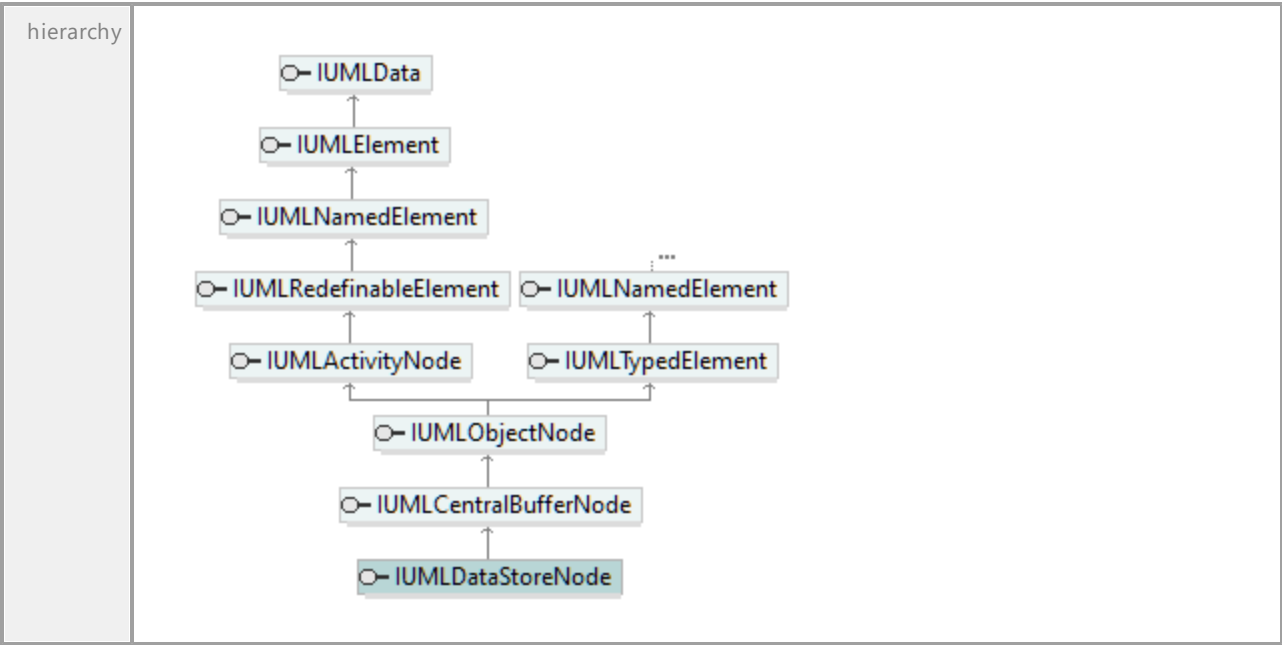 hierarchy
IUMLData
IUMLElement
IUMLNamedElement
...
IUMLRedefinableElement
IUMLNamedElement
IUMLActivityNode
IUMLTypedElement
IUMLObjectNode
IUMLCentralBufferNode
IUMLDataStoreNode